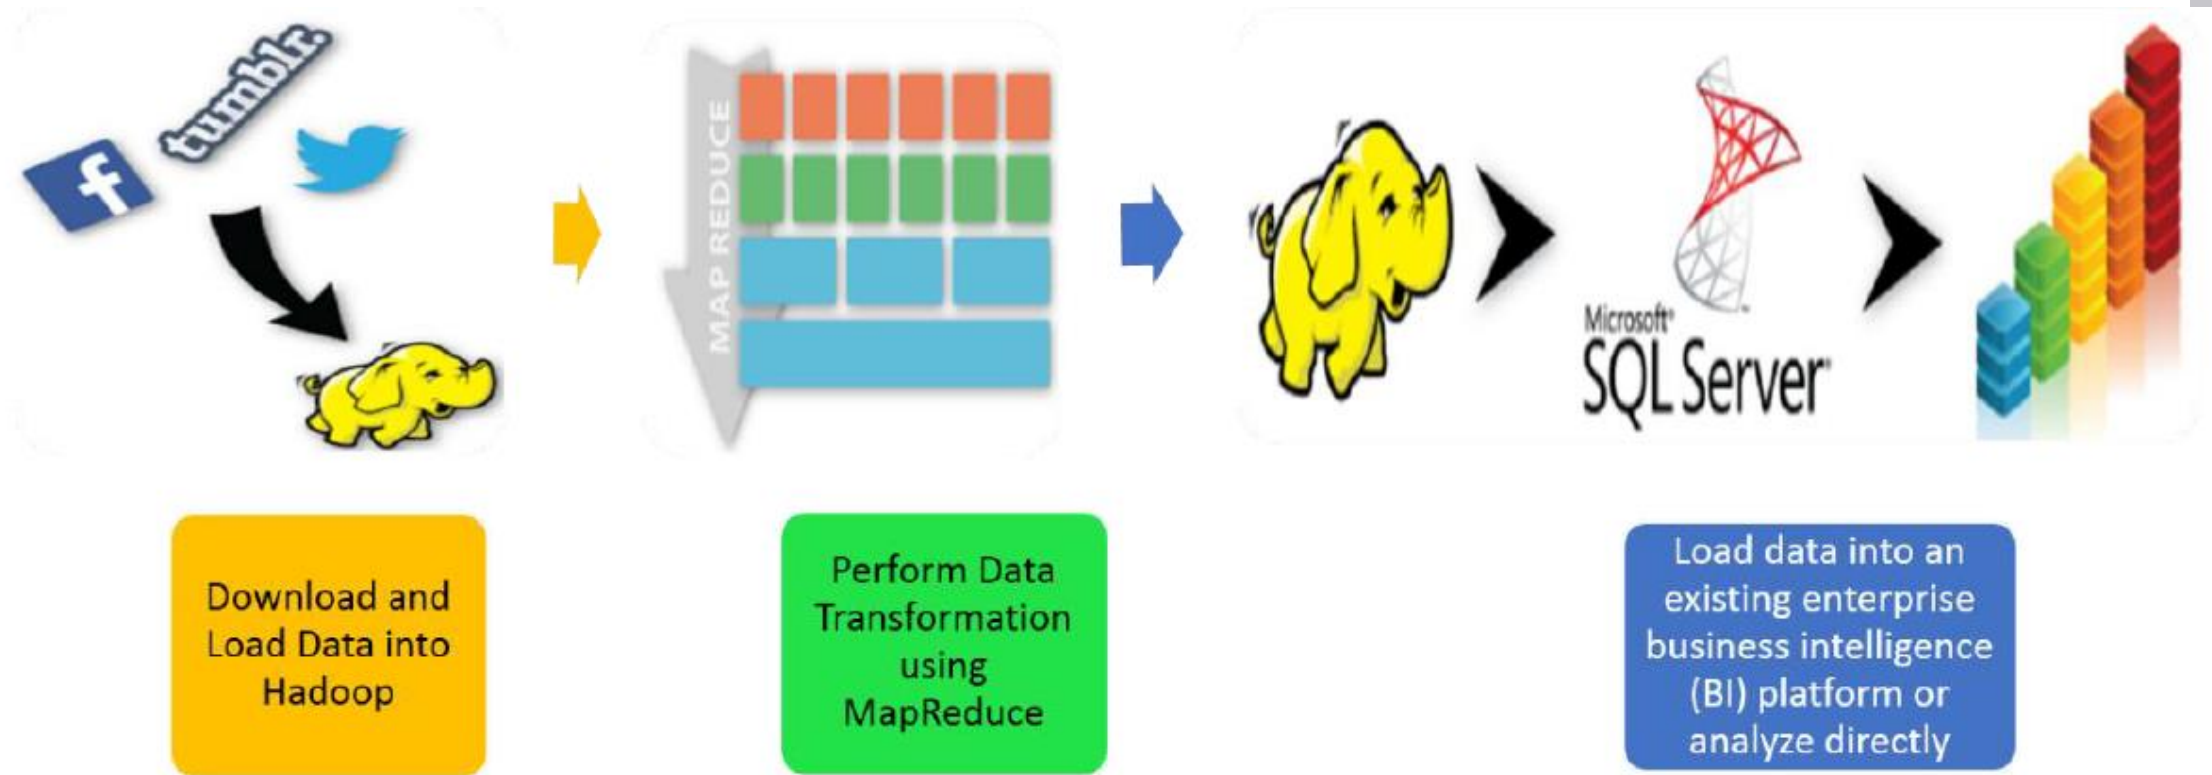 tumblr.
f
MAP REDUCE
Microsoft®
SQL Server®
Download and
Load Data into
Hadoop
Perform Data
Transformation
using
MapReduce
Load data into an
existing enterprise
business intelligence
(BI) platform or
analyze directly